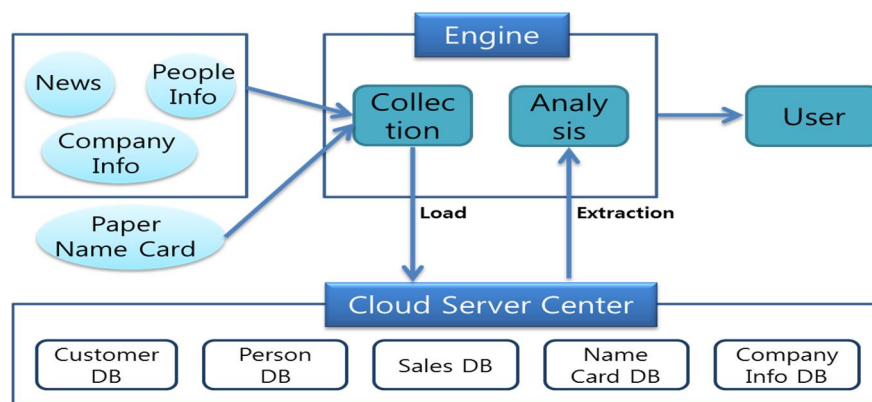 Engine
News
People
Info
Company
Info
Paper
Name Card
Collec
tion
Analy
sis
User
Load
Extraction
Cloud Server Center
Customer
DB
Person
DB
Sales DB
Name
Card DB
Company
Info DB